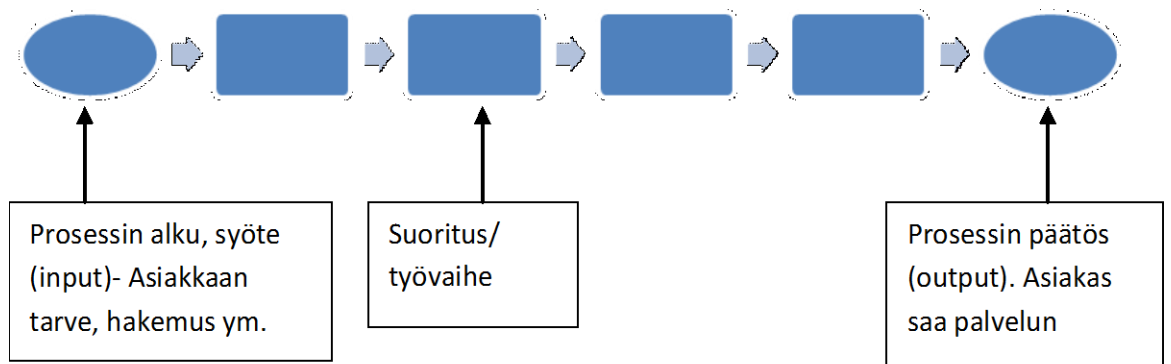 Prosessin alku, syöte
(input)- Asiakkaan
tarve, hakemus ym.
Suoritus/
työvaihe
Prosessin päätös
(output). Asiakas
saa palvelun